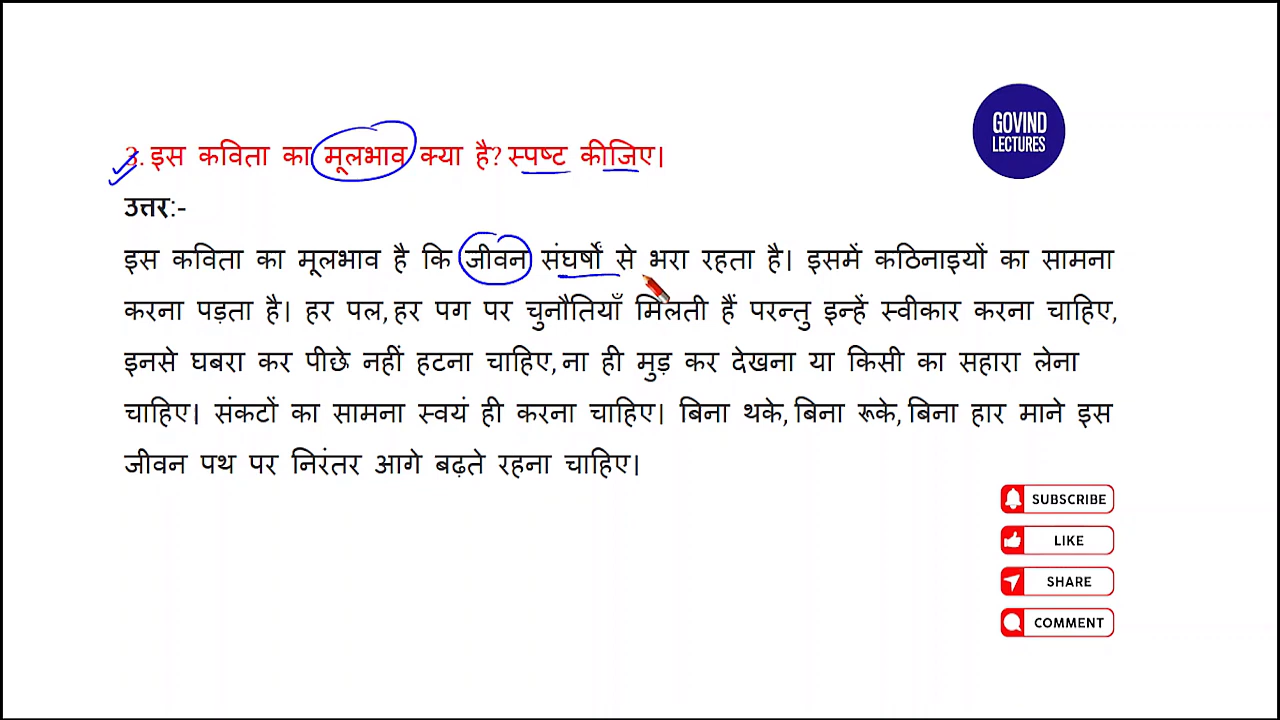 3. इस कविता का मूलभाव क्या है? स्पष्ट कीजिए।
GOVIND
LECTURES
उत्तर:-
इस कविता का मूलभाव है कि जीवन संघर्षों से भरा रहता है। इसमें कठिनाइयों का सामना
करना पड़ता है। हर पल, हर पग पर चुनौतियाँ मिलती हैं परन्तु इन्हें स्वीकार करना चाहिए,
इनसे घबरा कर पीछे नहीं हटना चाहिए, ना ही मुड़ कर देखना या किसी का सहारा लेना
चाहिए। संकटों का सामना स्वयं ही करना चाहिए। बिना थके, बिना रूके, बिना हार माने इस
जीवन पथ पर निरंतर आगे बढ़ते रहना चाहिए।
SUBSCRIBE
LIKE
SHARE
COMMENT